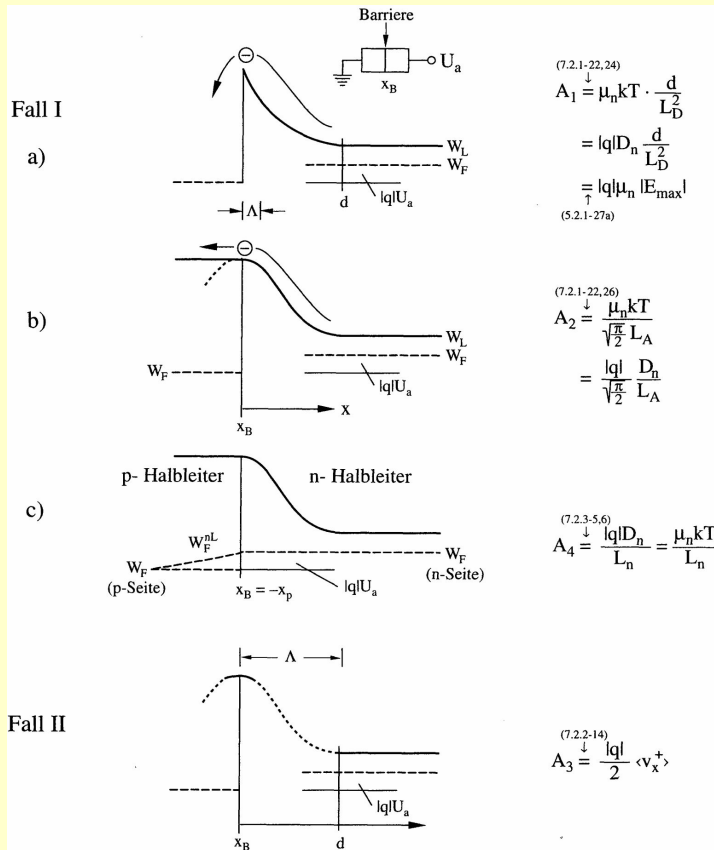 Barriere
U_a
x_B
Fall I
a)
W_L
W_F
|q|U_a
d
Λ
(7.2.1-22,24)
A_1 = μ_n kT · d / L_D^2
= |q|D_n d / L_D^2
= |q|μ_n |E_max|
(5.2.1-27a)
b)
W_L
W_F
W_F
|q|U_a
x_B
x
(7.2.1-22,26)
A_2 = μ_n kT / √(π/2) L_A
= |q| / √(π/2) D_n / L_A
p- Halbleiter
n- Halbleiter
c)
W_F^nL
W_F
(p-Seite)
x_B = -x_p
|q|U_a
W_F
(n-Seite)
(7.2.3-5,6)
A_4 = |q|D_n / L_n = μ_n kT / L_n
Λ
Fall II
|q|U_a
x_B
d
(7.2.2-14)
A_3 = |q| / 2 ‹v_x^+›